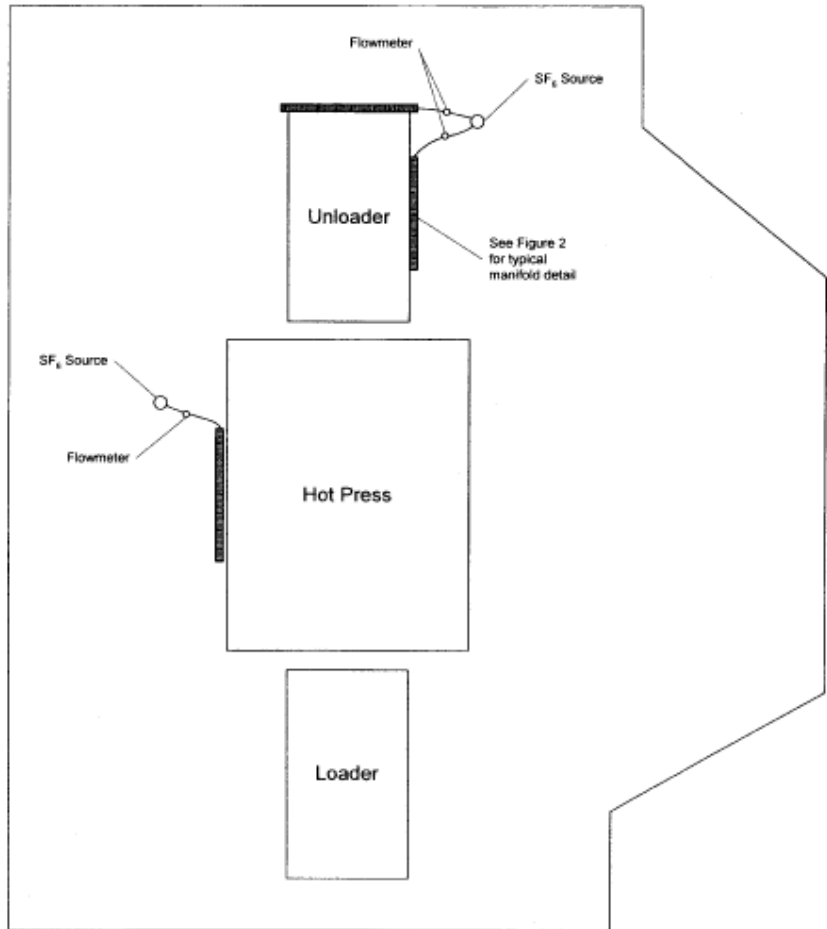 Flowmeter
SF6 Source
Unloader
See Figure 2
for typical
manifold detail
SF6 Source
Flowmeter
Hot Press
Loader